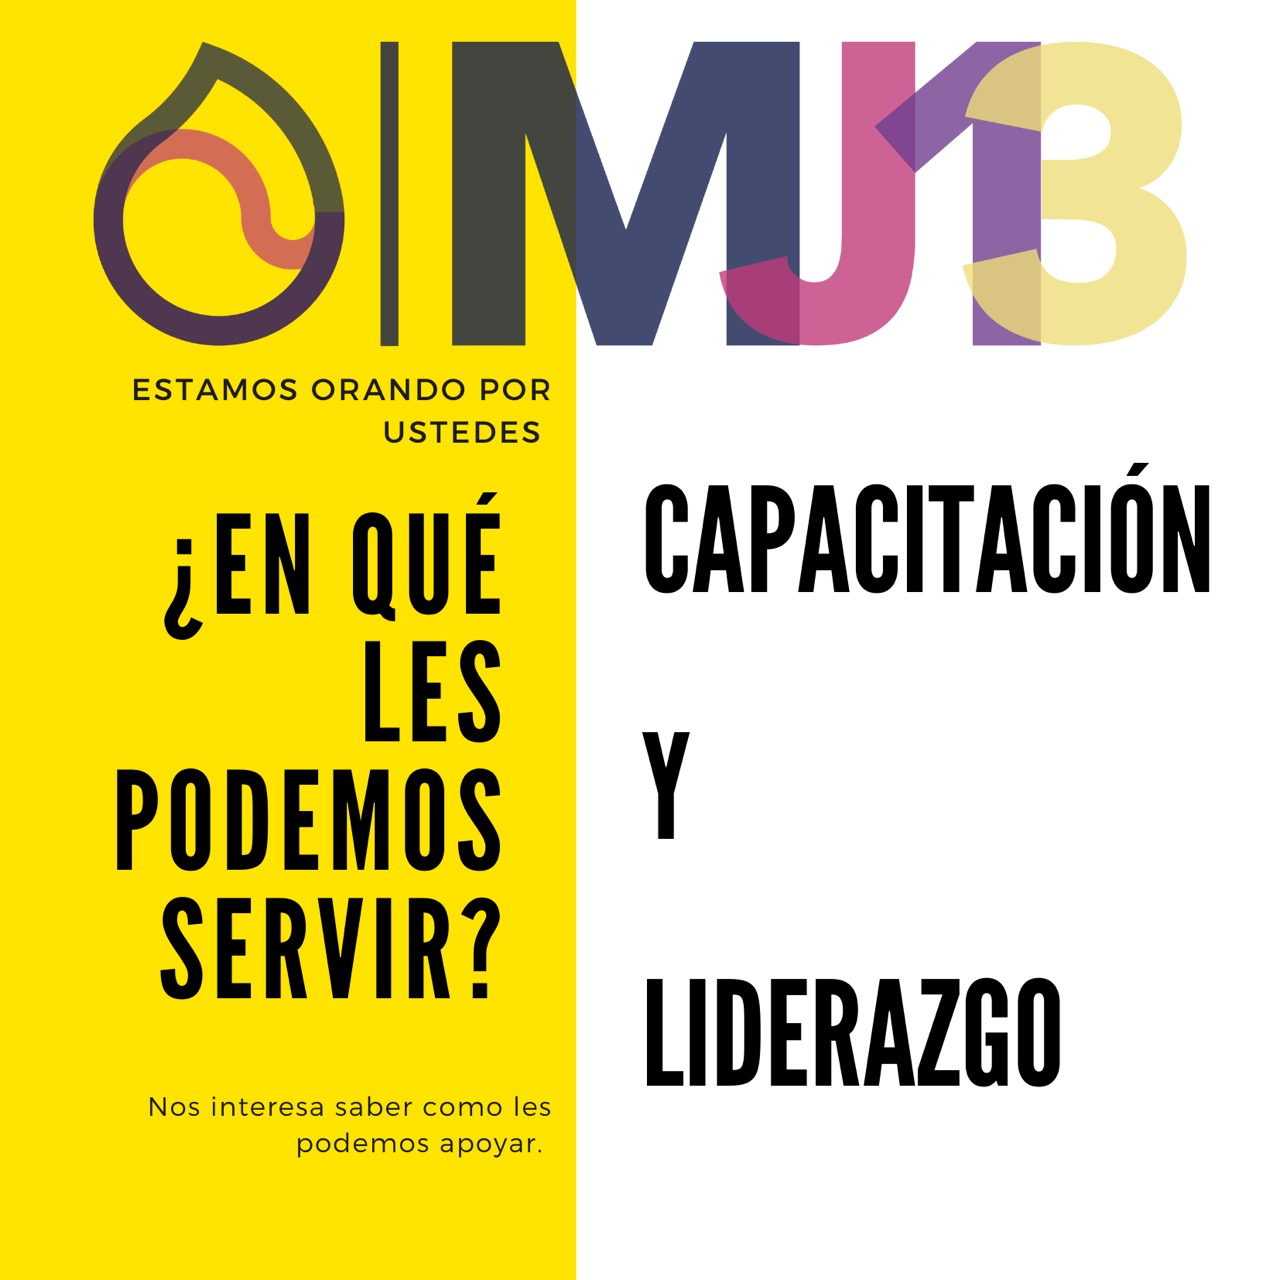 MJ13
ESTAMOS ORANDO POR
USTEDES
¿EN QUÉ
LES
PODEMOS
SERVIR?
Nos interesa saber como les
podemos apoyar.
CAPACITACIÓN
Y
LIDERAZGO